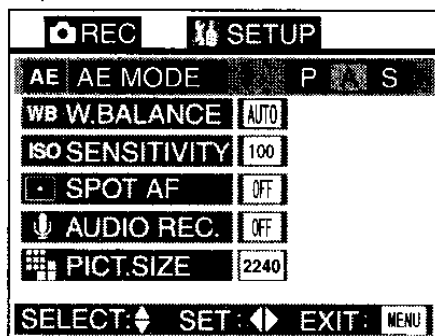 REC SETUP
AE AE MODE P A S
WB W.BALANCE AUTO
ISO SENSITIVITY 100
SPOT AF OFF
AUDIO REC. OFF
PICT.SIZE 2240
SELECT: SET: EXIT: MENU